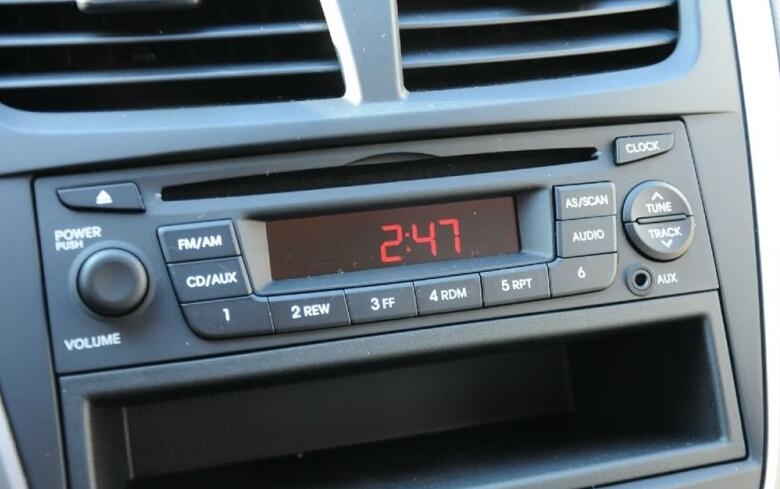 CLOCK
POWER
PUSH
FM/AM
2:47
AS/SCAN
TUNE
CD/AUX
AUDIO
TRACK
1
2 REW
3 FF
4 RDM
5 RPT
6
AUX
VOLUME